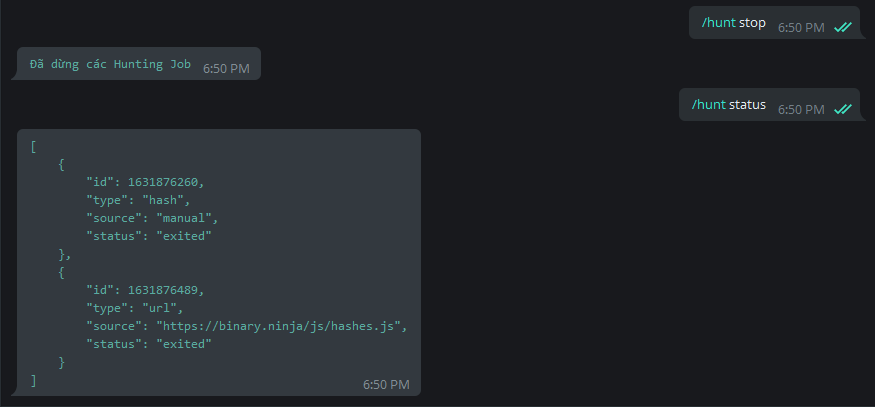 /hunt stop 6:50 PM
Đã dừng các Hunting Job 6:50 PM
/hunt status 6:50 PM
[
    {
        "id": 1631876260,
        "type": "hash",
        "source": "manual",
        "status": "exited"
    },
    {
        "id": 1631876489,
        "type": "url",
        "source": "https://binary.ninja/js/hashes.js",
        "status": "exited"
    }
]
6:50 PM